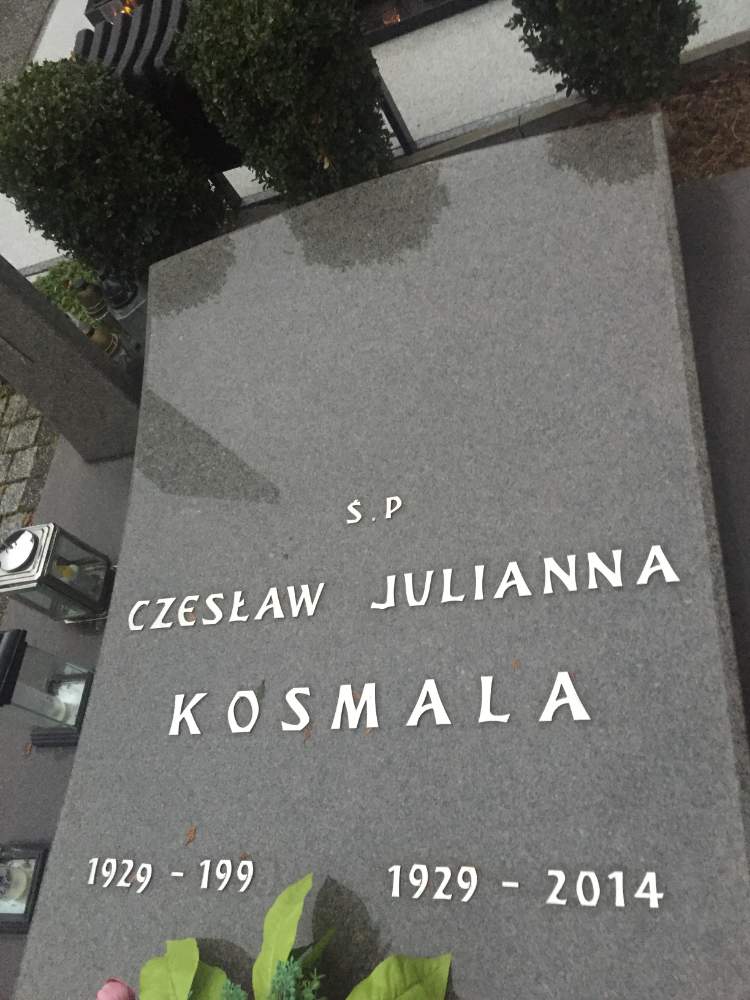 Ś.P
CZESŁAW JULIANNA
KOSMALA
1929 - 199 1929 - 2014